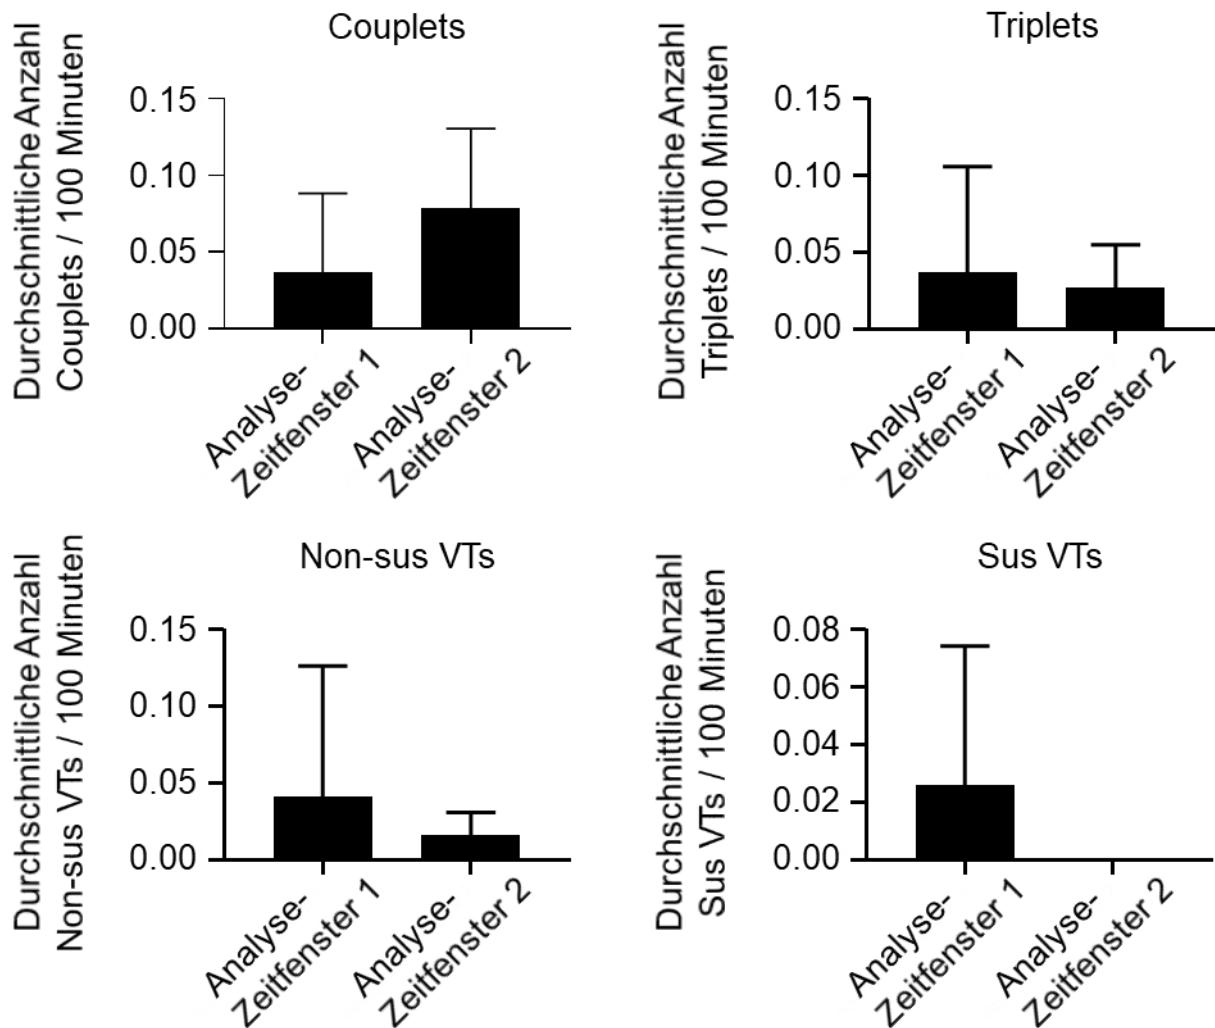 Couplets
Durchschnittliche Anzahl
Couplets / 100 Minuten
0.15
0.10
0.05
0.00
Analyse-
Zeitfenster 1
Analyse-
Zeitfenster 2
Triplets
Durchschnittliche Anzahl
Triplets / 100 Minuten
0.15
0.10
0.05
0.00
Analyse-
Zeitfenster 1
Analyse-
Zeitfenster 2
Non-sus VTs
Durchschnittliche Anzahl
Non-sus VTs / 100 Minuten
0.15
0.10
0.05
0.00
Analyse-
Zeitfenster 1
Analyse-
Zeitfenster 2
Sus VTs
Durchschnittliche Anzahl
Sus VTs / 100 Minuten
0.08
0.06
0.04
0.02
0.00
Analyse-
Zeitfenster 1
Analyse-
Zeitfenster 2